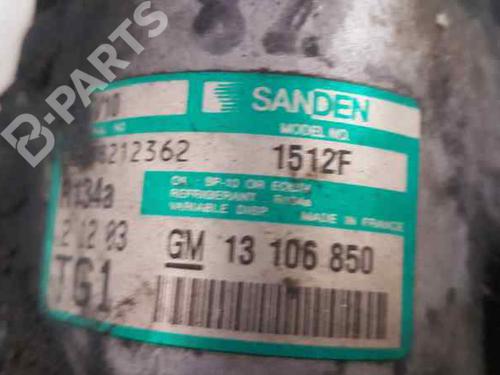 B-PARTS
SANDEN
MODEL NO.
1512F
8212362
R134a
OIL SP-10 OR EQUIV
REFRIGERANT R134a
VARIABLE DISP. MADE IN FRANCE
12 12 03
GM 13 106 850
TG1